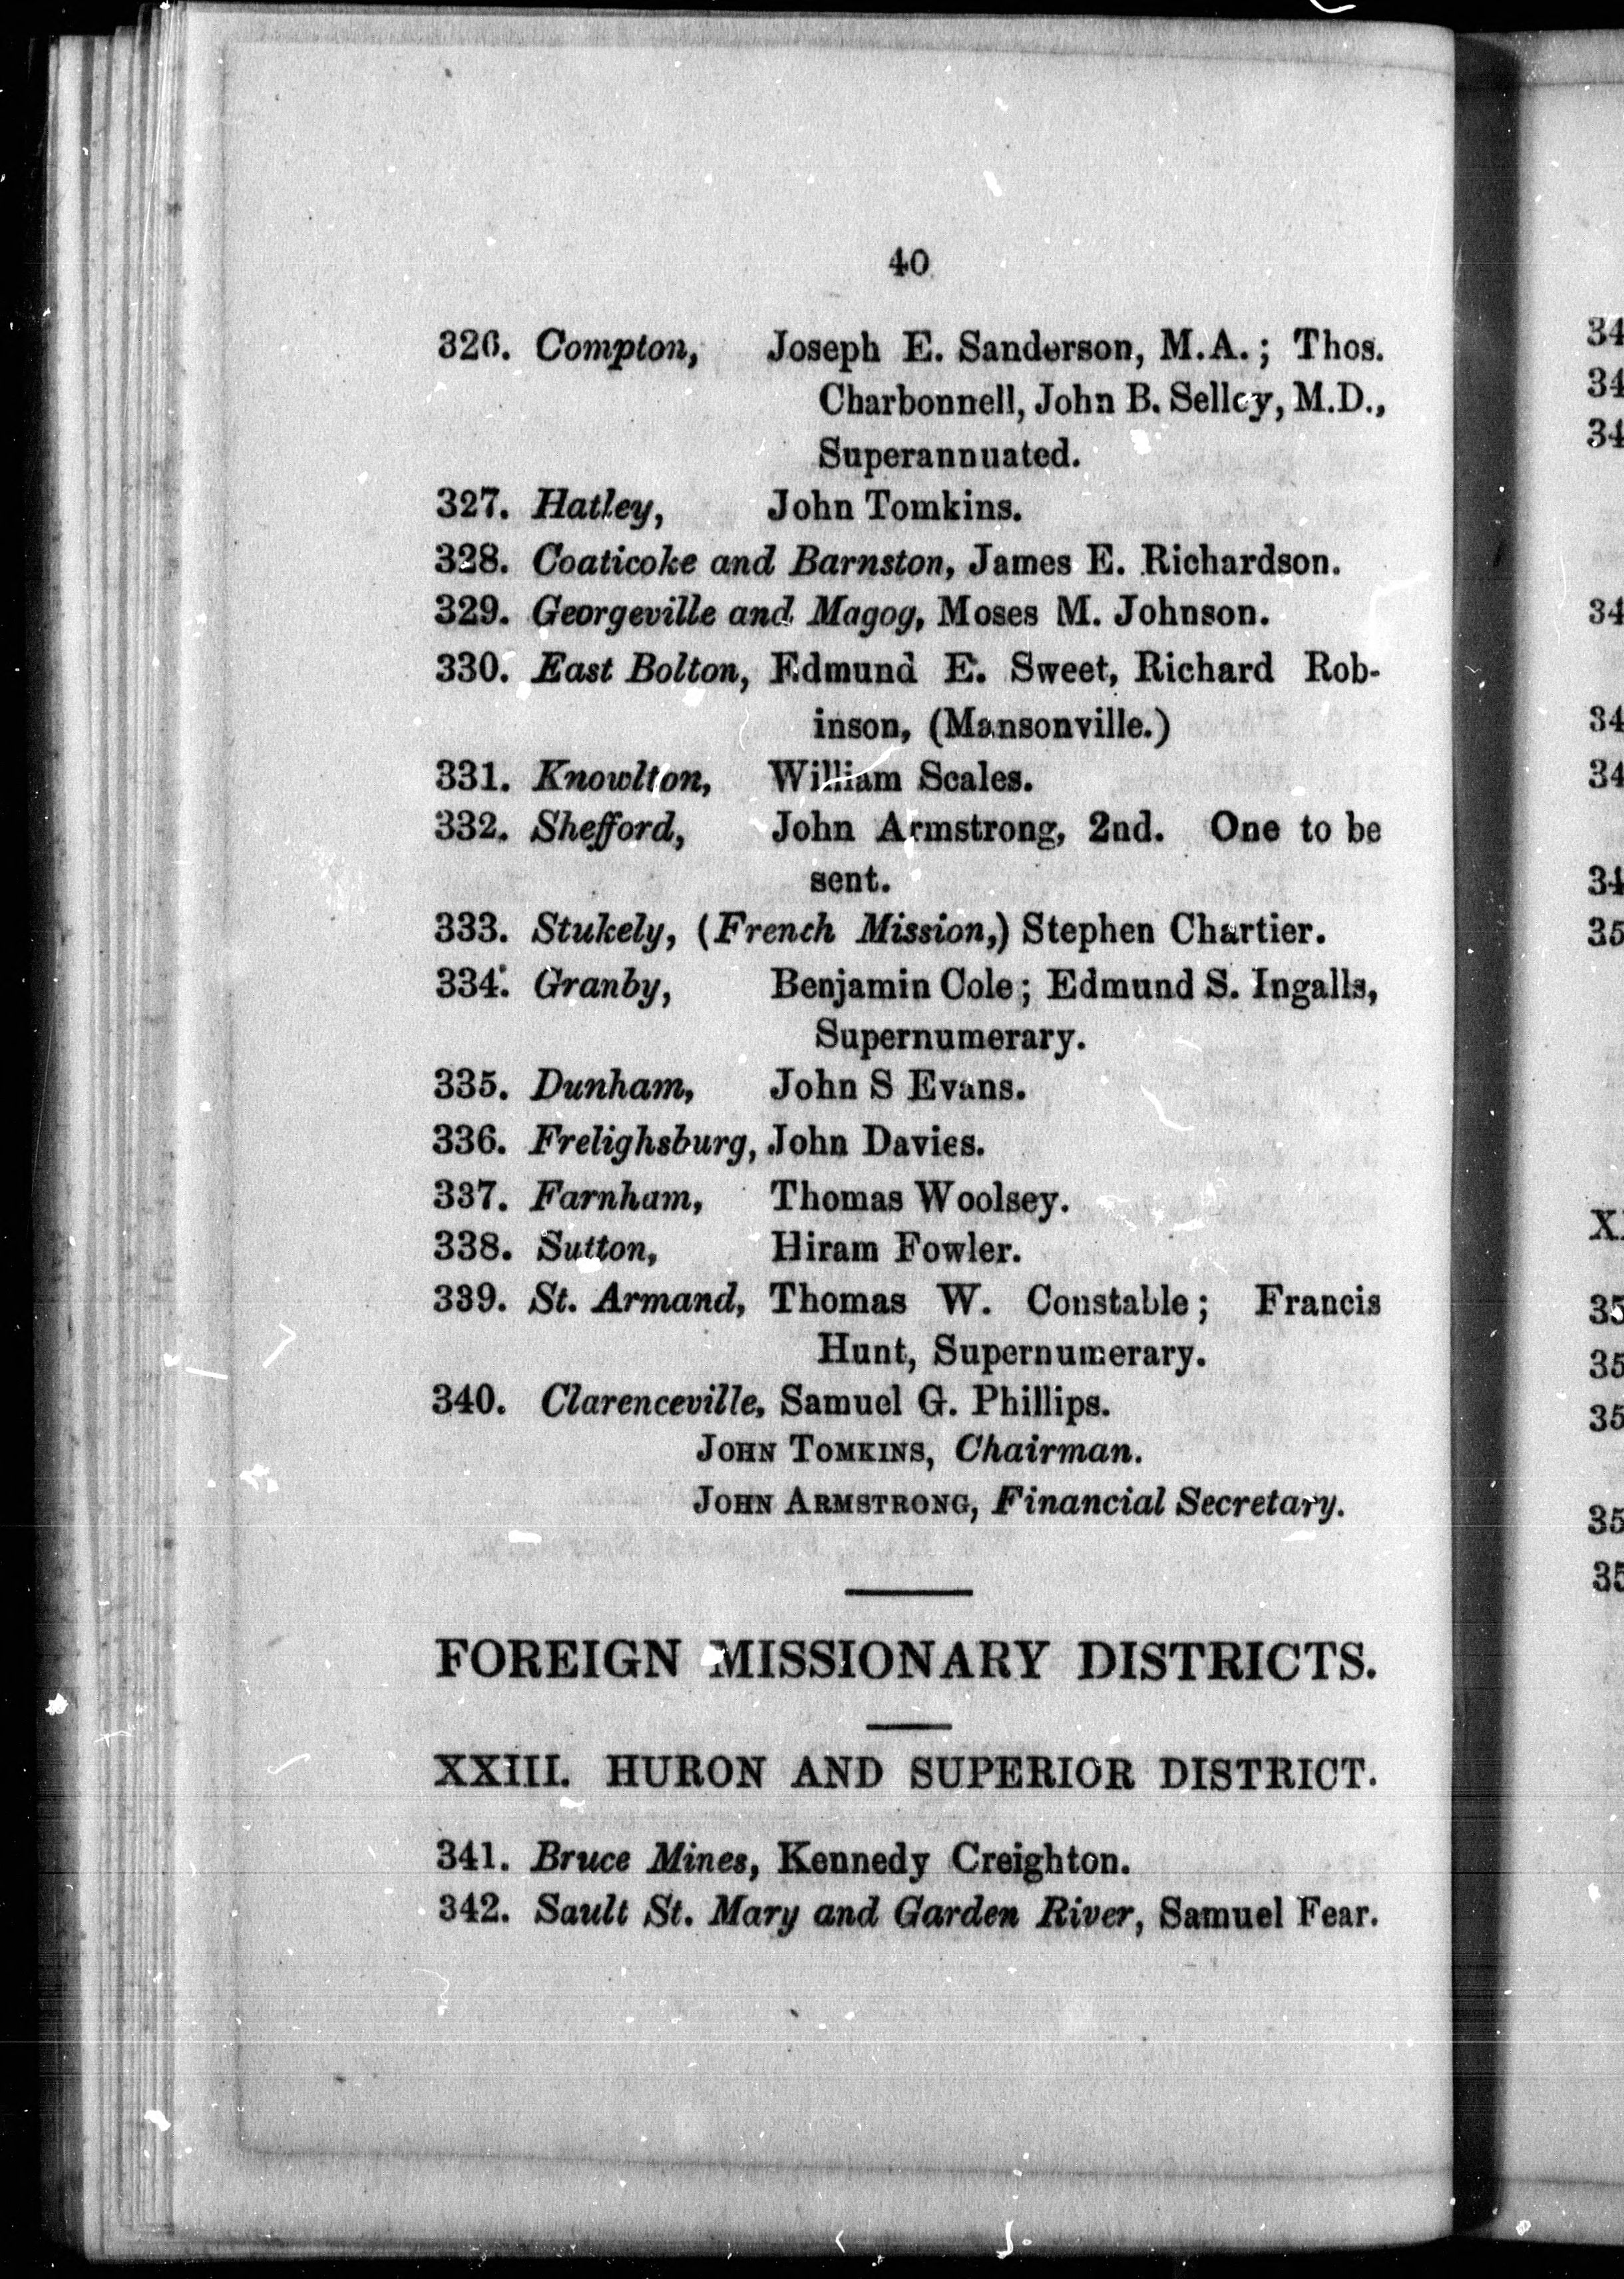 40
326. Compton, Joseph E. Sanderson, M.A.; Thos.
Charbonnell, John B. Selley, M.D.,
Superannuated.
327. Hatley, John Tomkins.
328. Coaticoke and Barnston, James E. Richardson.
329. Georgeville and Magog, Moses M. Johnson.
330. East Bolton, Edmund E. Sweet, Richard Rob-
inson, (Mansonville.)
331. Knowlton, William Scales.
332. Shefford, John Armstrong, 2nd. One to be
sent.
333. Stukely, (French Mission,) Stephen Chartier.
334. Granby, Benjamin Cole; Edmund S. Ingalls,
Supernumerary.
335. Dunham, John S Evans.
336. Frelighsburg, John Davies.
337. Farnham, Thomas Woolsey.
338. Sutton, Hiram Fowler.
339. St. Armand, Thomas W. Constable; Francis
Hunt, Supernumerary.
340. Clarenceville, Samuel G. Phillips.
JOHN TOMKINS, Chairman.
JOHN ARMSTRONG, Financial Secretary.
FOREIGN MISSIONARY DISTRICTS.
XXIII. HURON AND SUPERIOR DISTRICT.
341. Bruce Mines, Kennedy Creighton.
342. Sault St. Mary and Garden River, Samuel Fear.